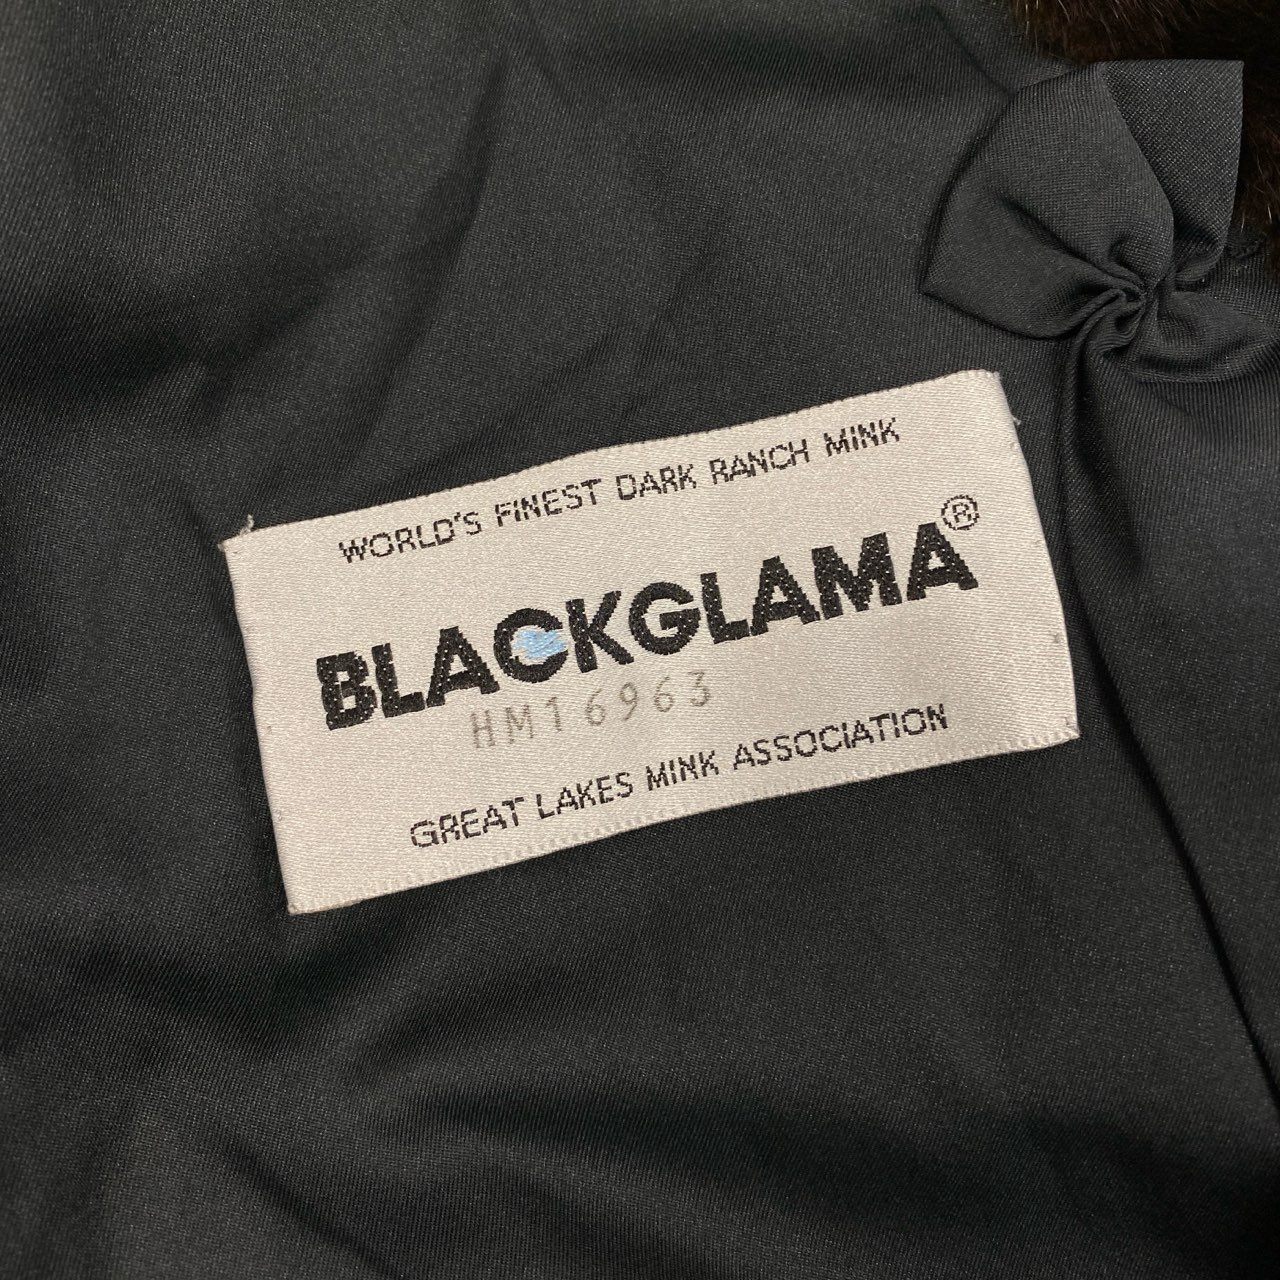 WORLD'S FINEST DARK RANCH MINK
BLACKGLAMA®
HM16963
GREAT LAKES MINK ASSOCIATION